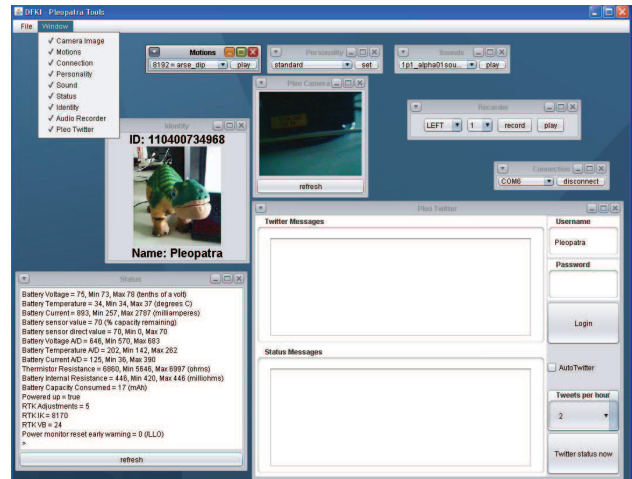 DFKI - Pleopatra Tools
File Window
✓ Camera Image
✓ Motions
✓ Connection
✓ Personality
✓ Sound
✓ Status
✓ Identity
✓ Audio Recorder
✓ Pleo Twitter
Motions
8192 = arse_dip play
Personality
standard set
Sounds
1p1_alpha01sou... play
Pleo Camera
refresh
Recorder
LEFT 1 record play
Connection
COM6 disconnect
Identity
ID: 110400734968
Name: Pleopatra
Status
Battery Voltage = 75, Min 73, Max 78 (tenths of a volt)
Battery Temperature = 34, Min 34, Max 37 (degrees C)
Battery Current = 893, Min 257, Max 2787 (milliamperes)
Battery sensor value = 70 (% capacity remaining)
Battery sensor direct value = 70, Min 0, Max 70
Battery Voltage A/D = 646, Min 570, Max 683
Battery Temperature A/D = 202, Min 142, Max 262
Battery Current A/D = 125, Min 36, Max 390
Thermistor Resistance = 6860, Min 5646, Max 6997 (ohms)
Battery Internal Resistance = 446, Min 420, Max 446 (milliohms)
Battery Capacity Consumed = 17 (mAh)
Powered up = true
RTK Adjustments = 5
RTK IK = 8170
RTK VB = 24
Power monitor reset early warning = 0 (/LLO)
>
refresh
Pleo Twitter
Twitter Messages
Status Messages
Username
Pleopatra
Password
Login
AutoTwitter
Tweets per hour
2
Twitter status now